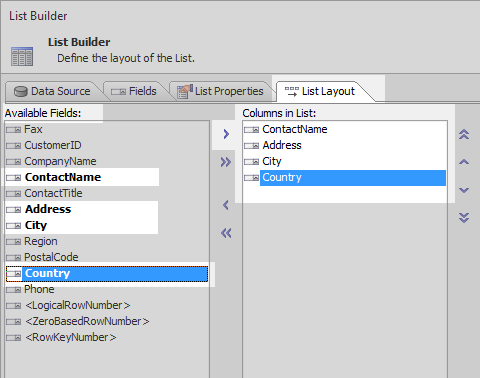 List Builder
List Builder
Define the layout of the List.
Data Source Fields List Properties List Layout
Available Fields:
Fax
CustomerID
CompanyName
ContactName
ContactTitle
Address
City
Region
PostalCode
Country
Phone
<LogicalRowNumber>
<ZeroBasedRowNumber>
<RowKeyNumber>
Columns in List:
ContactName
Address
City
Country